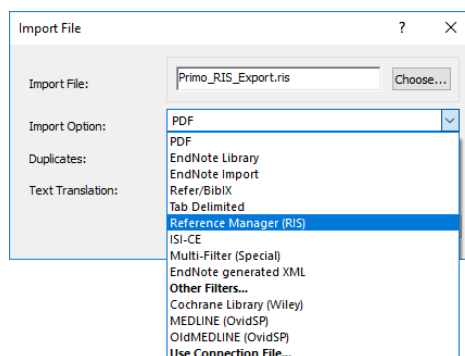 Import File ? ×
Import File: Primo_RIS_Export.ris Choose...
Import Option: PDF
Duplicates:
Text Translation:
PDF
EndNote Library
EndNote Import
Refer/BibIX
Tab Delimited
Reference Manager (RIS)
ISI-CE
Multi-Filter (Special)
EndNote generated XML
Other Filters...
Cochrane Library (Wiley)
MEDLINE (OvidSP)
OldMEDLINE (OvidSP)
Use Connection File...